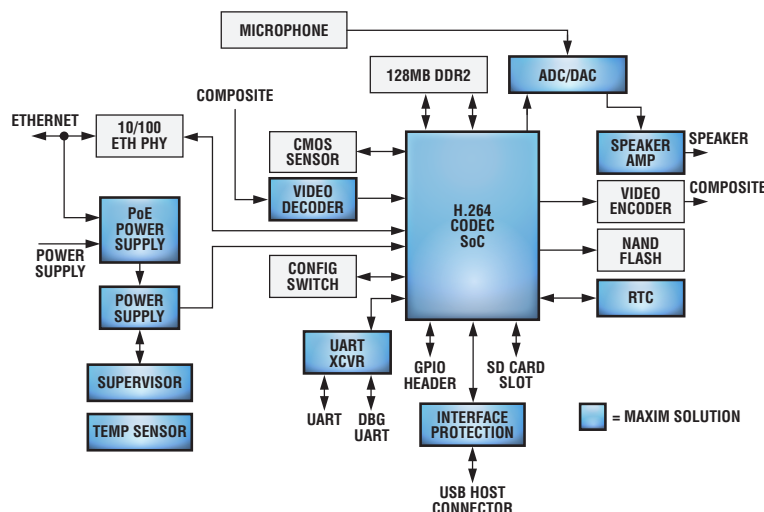 MICROPHONE
128MB DDR2
ADC/DAC
COMPOSITE
ETHERNET
10/100
ETH PHY
CMOS
SENSOR
SPEAKER
AMP
SPEAKER
VIDEO
DECODER
H.264
CODEC
SoC
VIDEO
ENCODER
COMPOSITE
PoE
POWER
SUPPLY
POWER
SUPPLY
NAND
FLASH
CONFIG
SWITCH
POWER
SUPPLY
RTC
UART
XCVR
GPIO
HEADER
SD CARD
SLOT
SUPERVISOR
TEMP SENSOR
UART
DBG
UART
INTERFACE
PROTECTION
= MAXIM SOLUTION
USB HOST
CONNECTOR